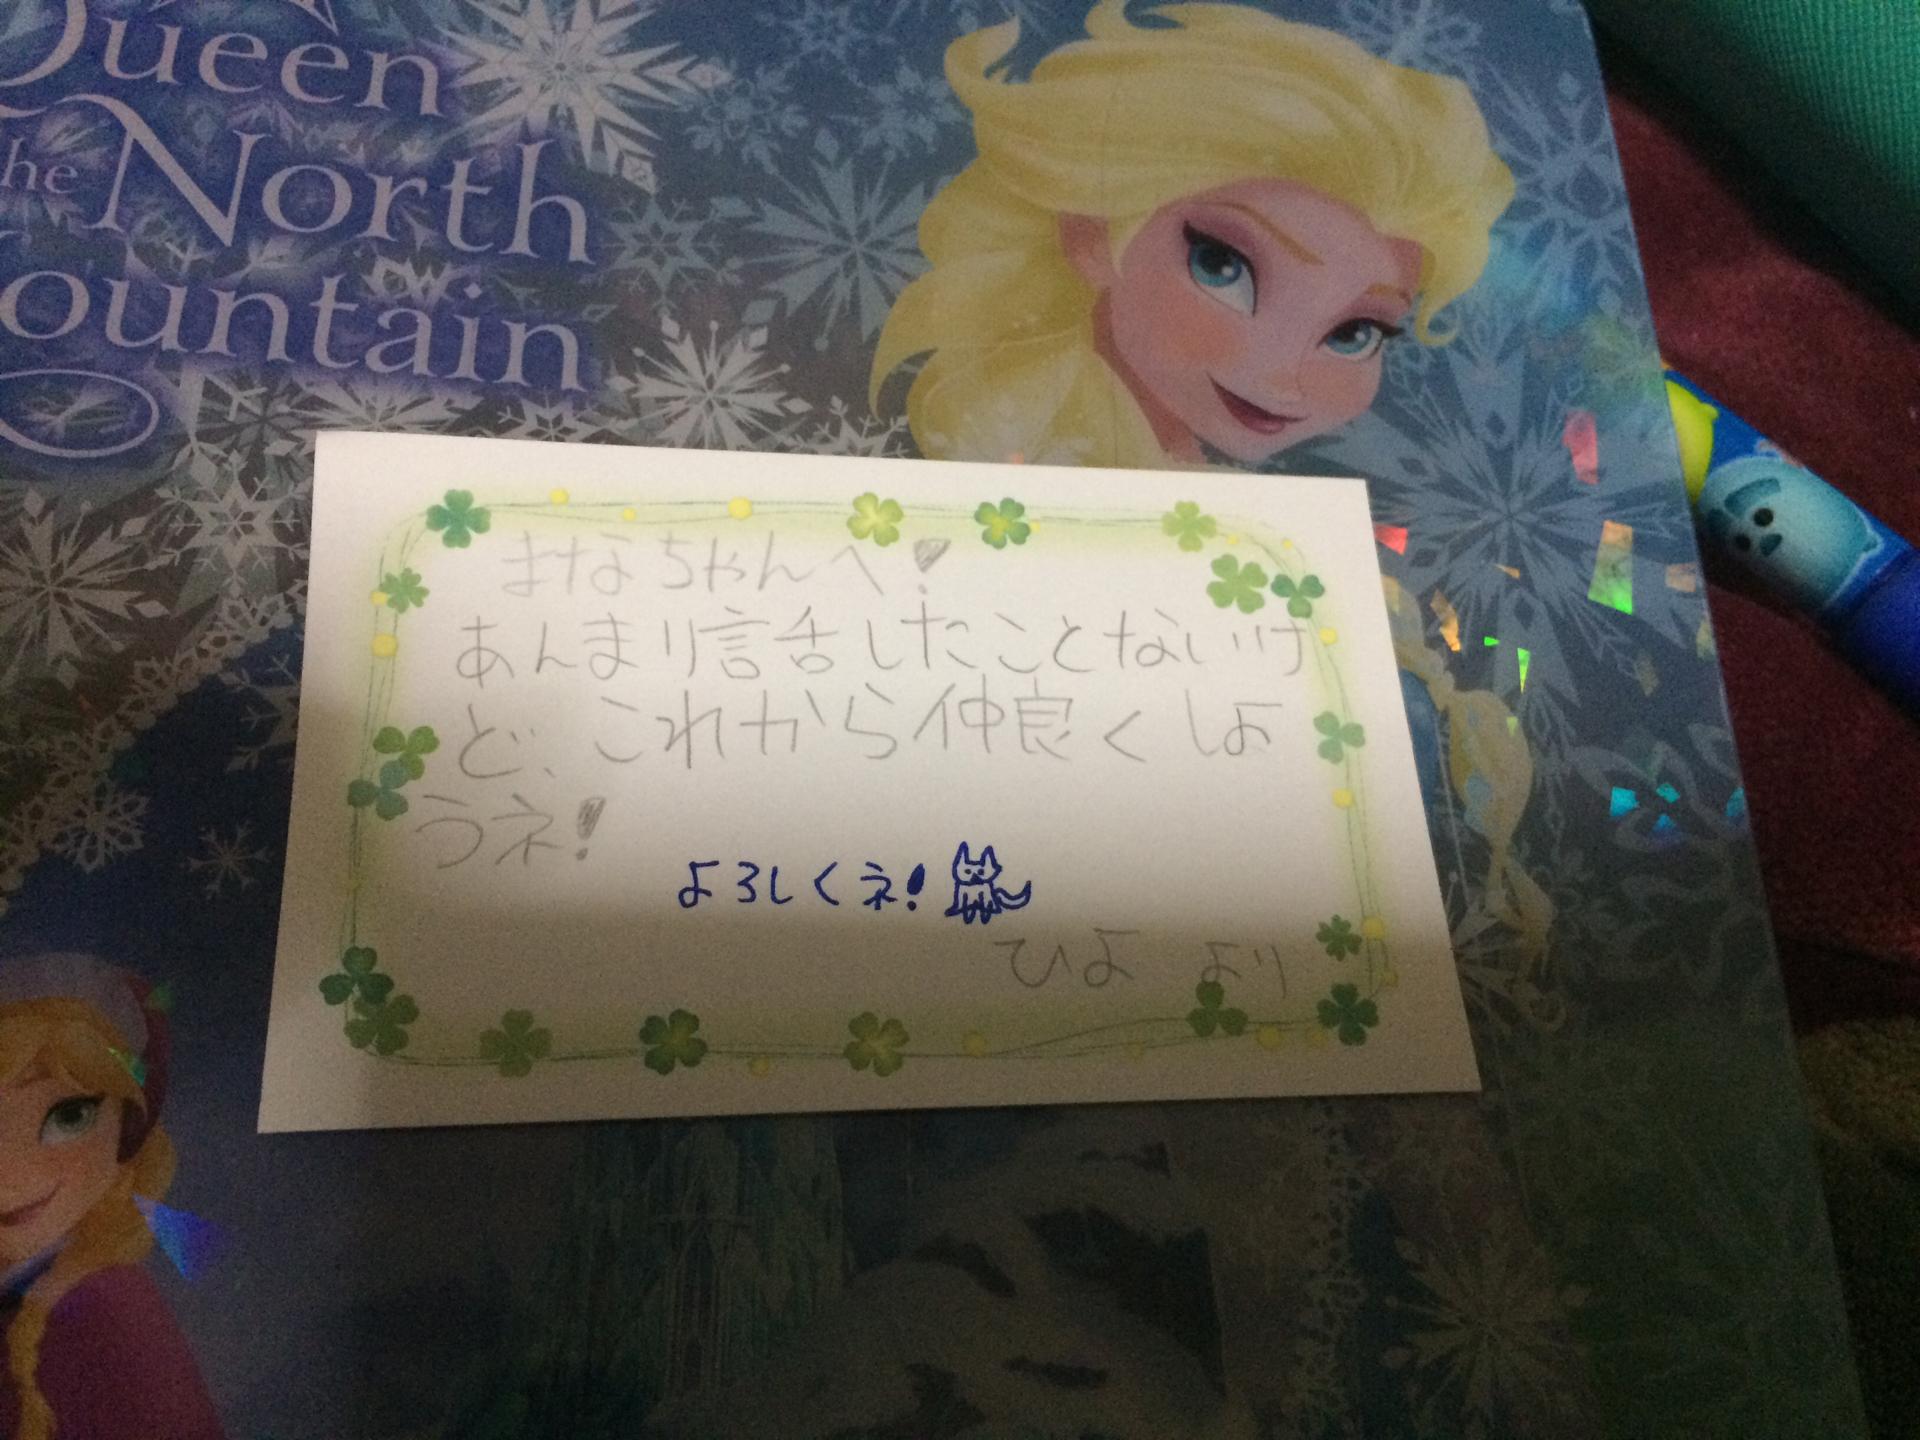 Queen
the North
Mountain
まなちゃんへ♥
あんまり話したことないけ
ど、これから仲良くしよ
うネ!
よろしくネ!
ひよ より